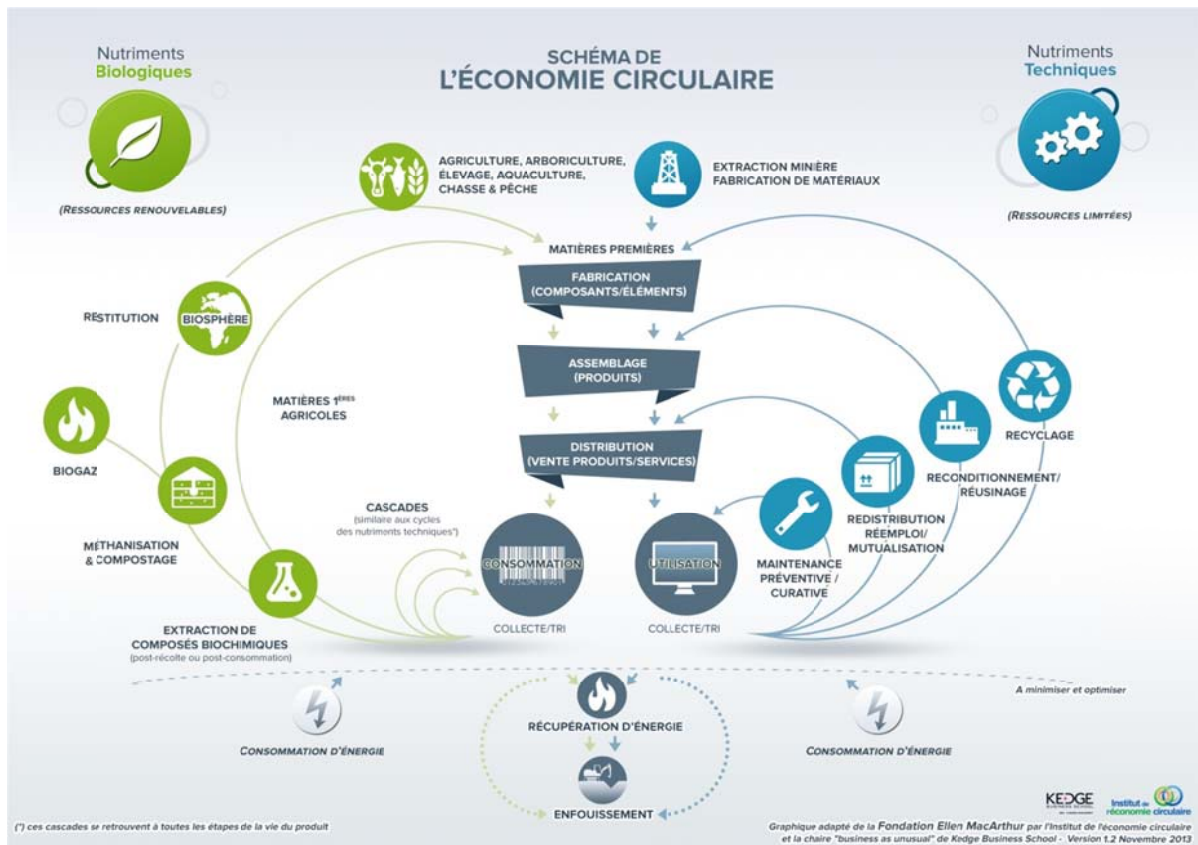 Nutriments
Biologiques
(RESSOURCES RENOUVELABLES)
SCHÉMA DE
L'ÉCONOMIE CIRCULAIRE
Nutriments
Techniques
(RESSOURCES LIMITÉES)
AGRICULTURE, ARBORICULTURE,
ÉLEVAGE, AQUACULTURE,
CHASSE & PÊCHE
EXTRACTION MINIÈRE
FABRICATION DE MATÉRIAUX
MATIÈRES PREMIÈRES
FABRICATION
(COMPOSANTS/ÉLÉMENTS)
RESTITUTION
BIOSPHÈRE
ASSEMBLAGE
(PRODUITS)
MATIÈRES 1ÈRES
AGRICOLES
DISTRIBUTION
(VENTE PRODUITS/SERVICES)
RECYCLAGE
BIOGAZ
RECONDITIONNEMENT/
RÉUSINAGE
CASCADES
(similaire aux cycles
des nutriments techniques*)
REDISTRIBUTION
RÉEMPLOI/
MUTUALISATION
MÉTHANISATION
& COMPOSTAGE
CONSOMMATION
UTILISATION
MAINTENANCE
PRÉVENTIVE /
CURATIVE
COLLECTE/TRI
COLLECTE/TRI
EXTRACTION DE
COMPOSÉS BIOCHIMIQUES
(post-récolte ou post-consommation)
A minimiser et optimiser
RÉCUPÉRATION D'ÉNERGIE
CONSOMMATION D'ÉNERGIE
CONSOMMATION D'ÉNERGIE
ENFOUISSEMENT
KEDGE
BUSINESS SCHOOL
Institut de
l'économie circulaire
(*) ces cascades se retrouvent à toutes les étapes de la vie du produit
Graphique adapté de la Fondation Ellen MacArthur par l'Institut de l'économie circulaire
et la chaire "business as unusual" de Kedge Business School - Version 1.2 Novembre 2013